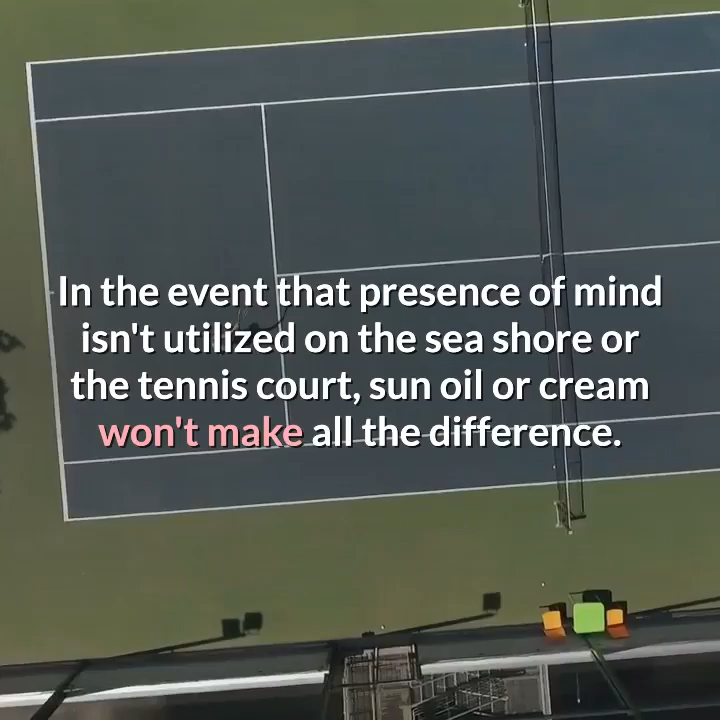 In the event that presence of mind
isn't utilized on the sea shore or
the tennis court, sun oil or cream
won't make all the difference.